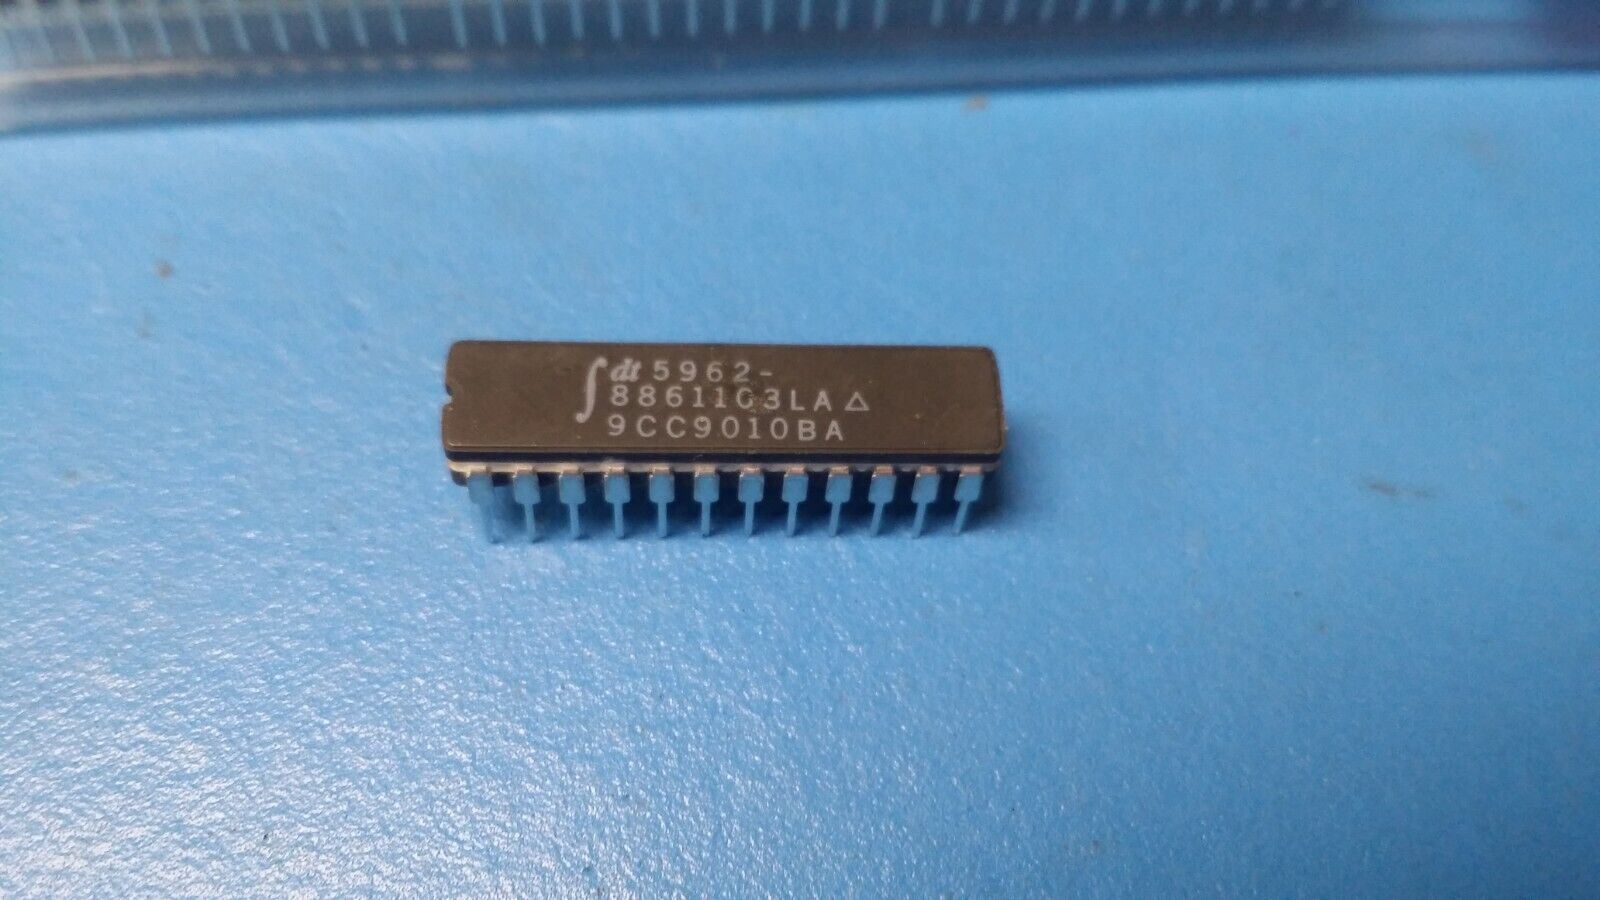 ∫dt 5962-
8861103LA △
9CC9010BA